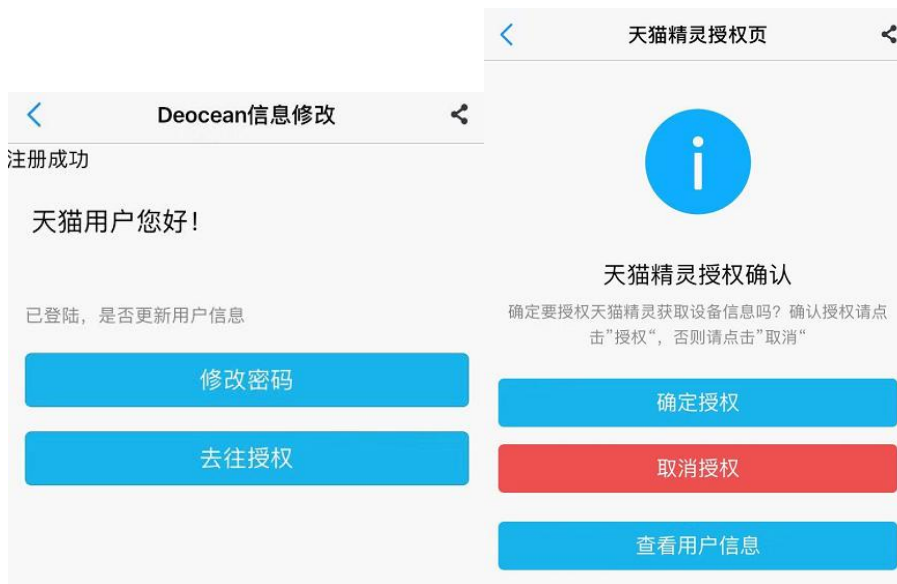 Deocean信息修改
注册成功
天猫用户您好!
已登陆，是否更新用户信息
修改密码
去往授权
天猫精灵授权页
天猫精灵授权确认
确定要授权天猫精灵获取设备信息吗？确认授权请点
击”授权“，否则请点击”取消“
确定授权
取消授权
查看用户信息